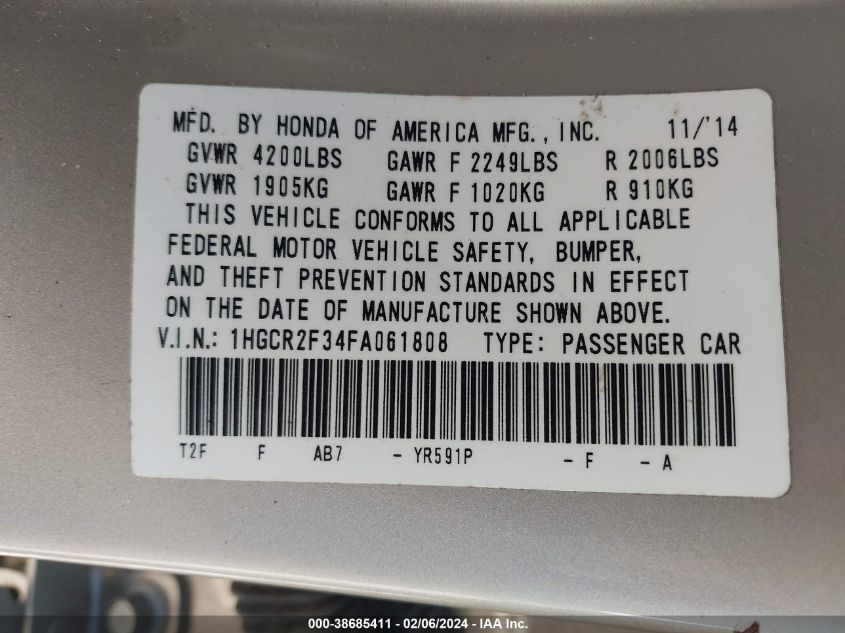 MFD. BY HONDA OF AMERICA MFG., INC. 11/'14
GVWR 4200LBS GAWR F 2249LBS R 2006LBS
GVWR 1905KG GAWR F 1020KG R 910KG
THIS VEHICLE CONFORMS TO ALL APPLICABLE
FEDERAL MOTOR VEHICLE SAFETY, BUMPER,
AND THEFT PREVENTION STANDARDS IN EFFECT
ON THE DATE OF MANUFACTURE SHOWN ABOVE.
V.I.N.: 1HGCR2F34FA061808 TYPE: PASSENGER CAR
T2F F AB7 - YR591P - F - A
000-38685411 - 02/06/2024 - IAA Inc.